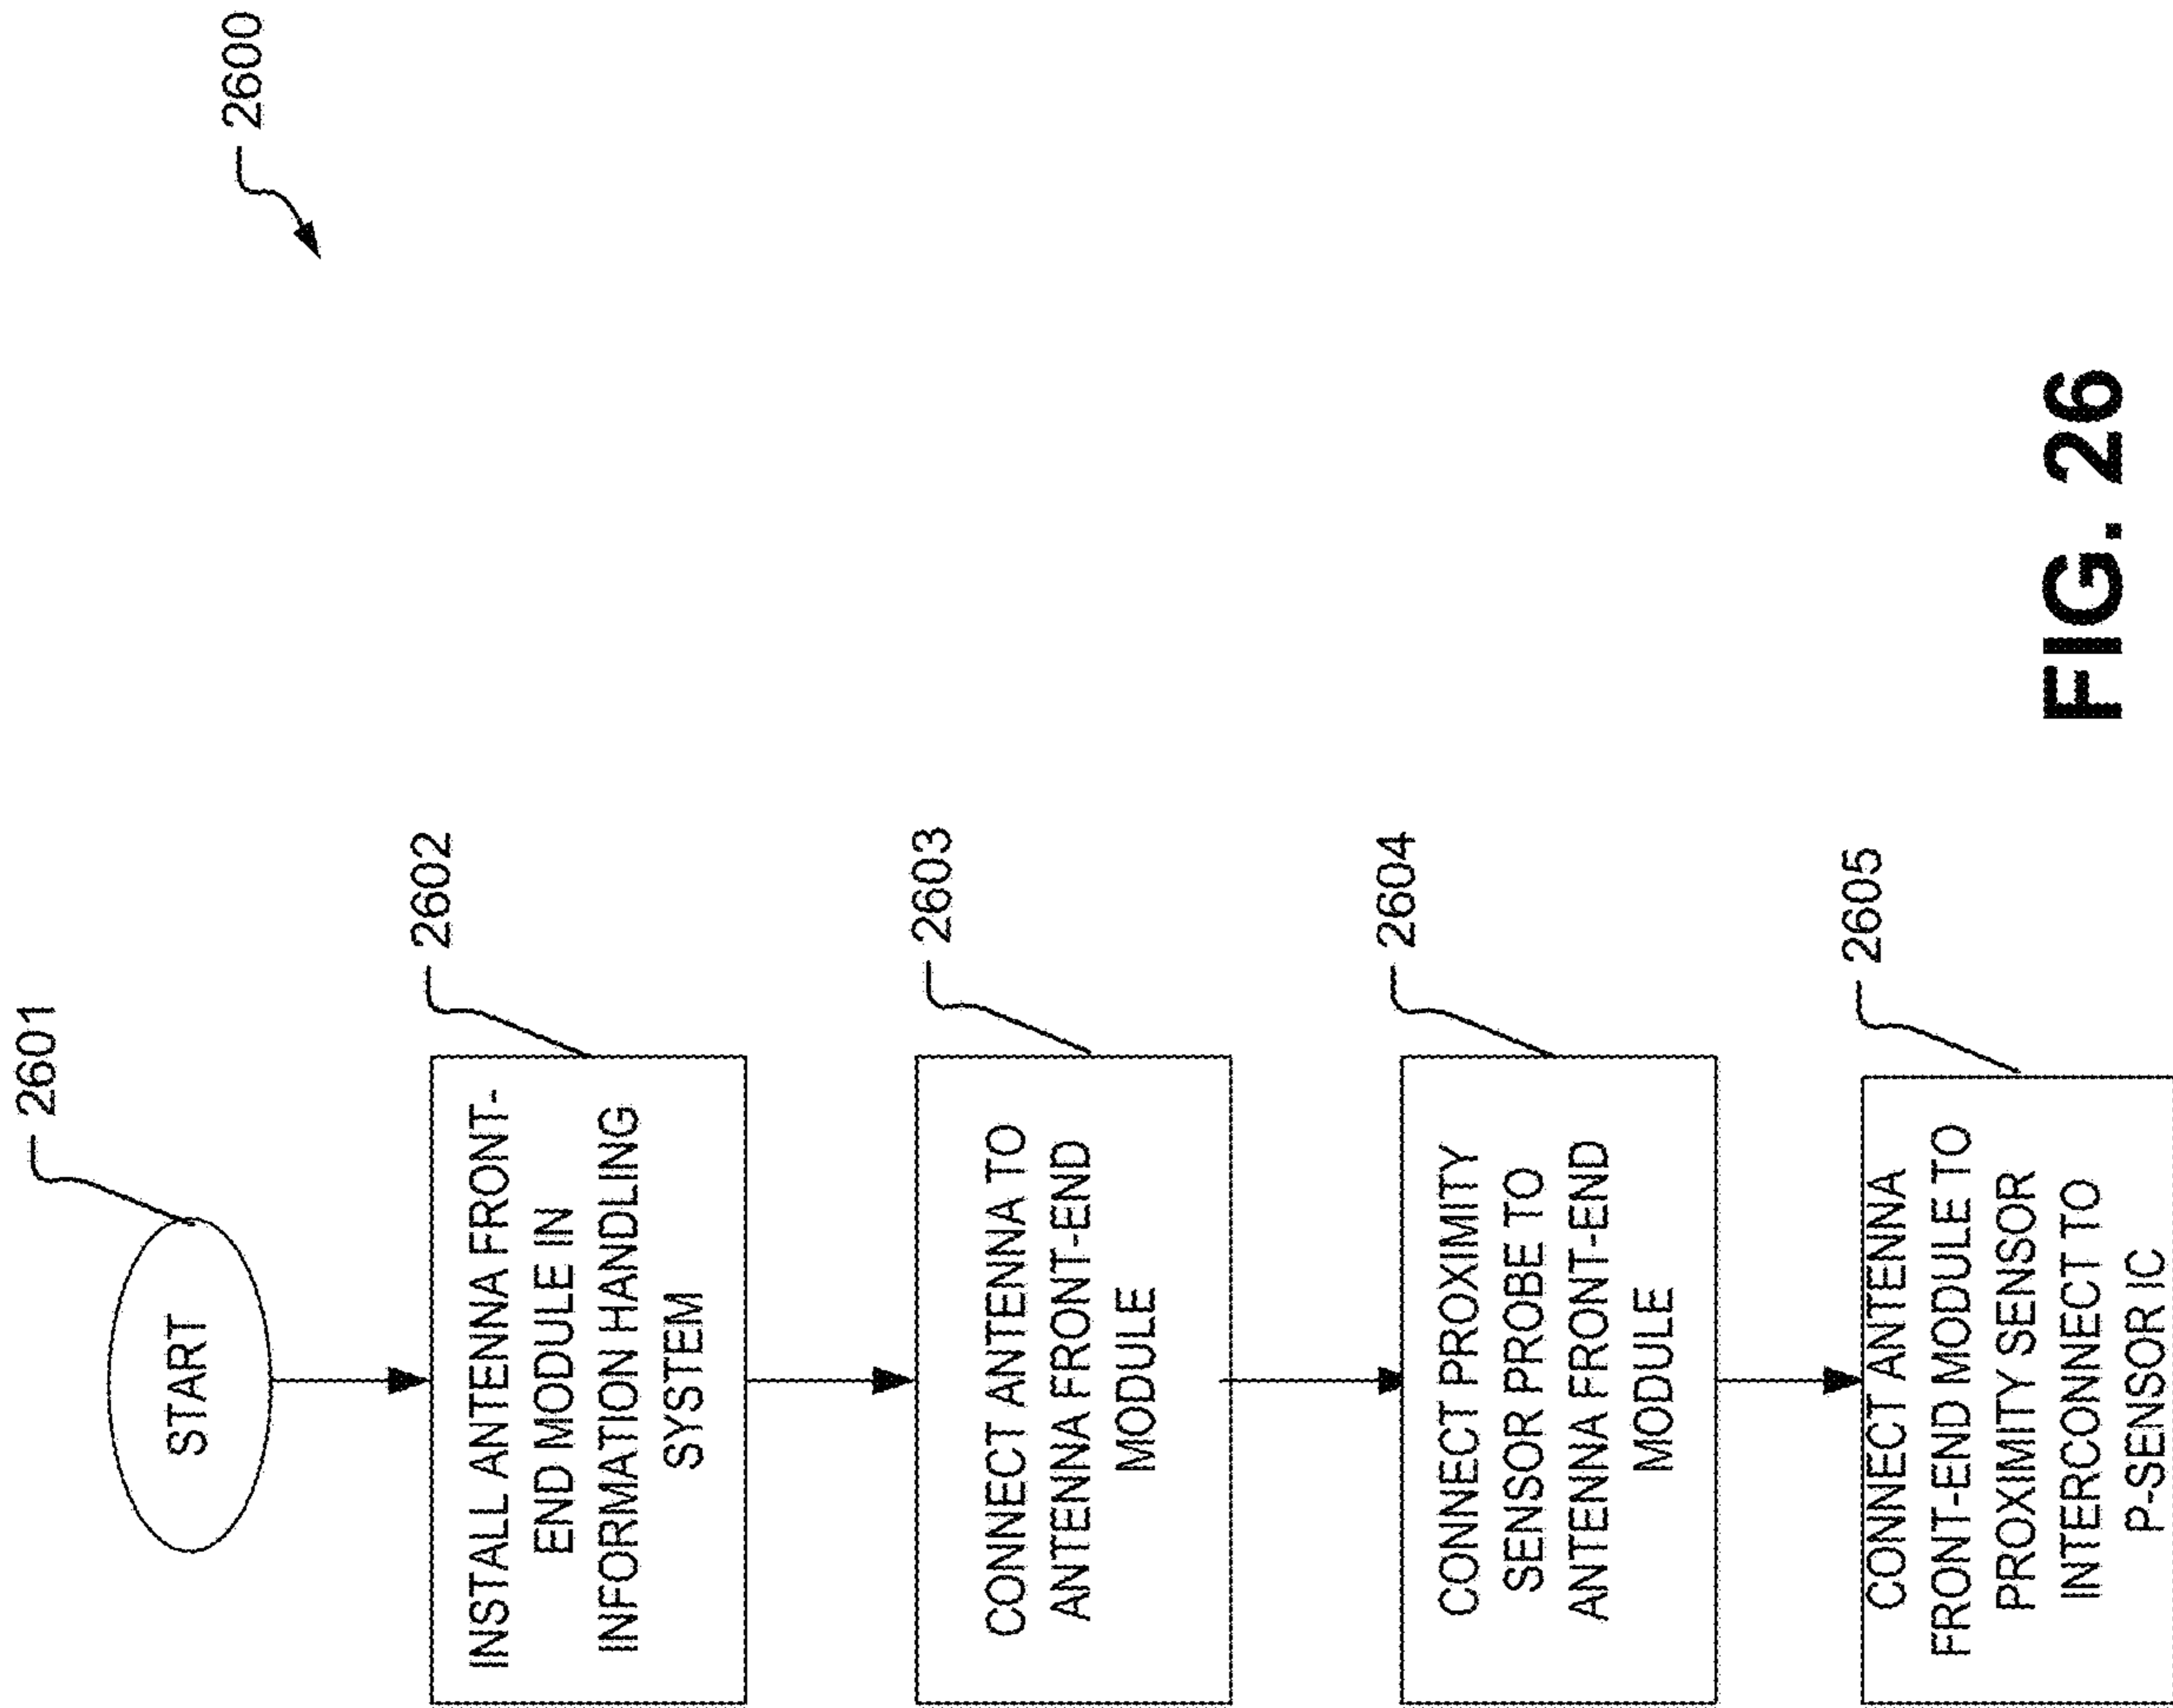 2600
2601
START
2602
INSTALL ANTENNA FRONT-
END MODULE IN
INFORMATION HANDLING
SYSTEM
2603
CONNECT ANTENNA TO
ANTENNA FRONT-END
MODULE
2604
CONNECT PROXIMITY
SENSOR PROBE TO
ANTENNA FRONT-END
MODULE
2605
CONNECT ANTENNA
FRONT-END MODULE TO
PROXIMITY SENSOR
INTERCONNECT TO
P-SENSOR IC
FIG. 26